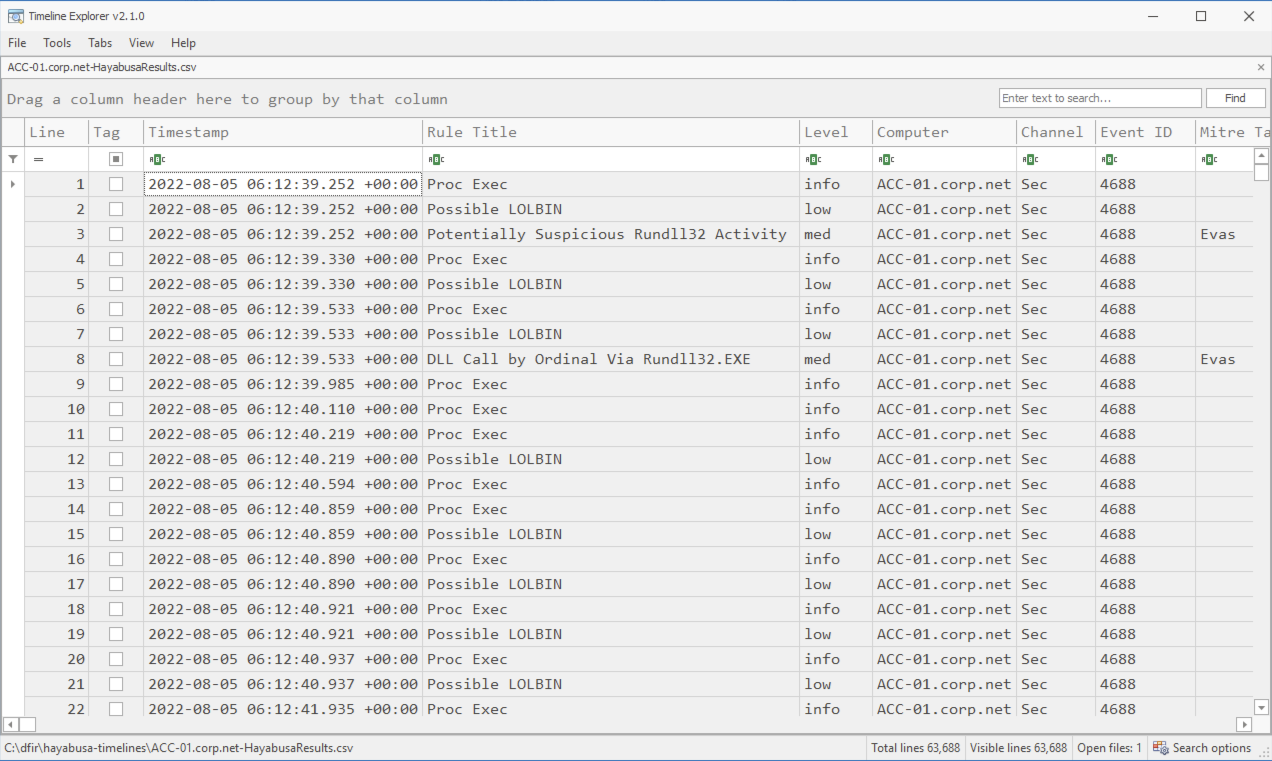 Timeline Explorer v2.1.0
File Tools Tabs View Help
ACC-01.corp.net-HayabusaResults.csv
Drag a column header here to group by that column Enter text to search... Find
Line Tag Timestamp Rule Title Level Computer Channel Event ID Mitre Ta
= ABC ABC ABC ABC ABC ABC ABC
1 2022-08-05 06:12:39.252 +00:00 Proc Exec info ACC-01.corp.net Sec 4688
2 2022-08-05 06:12:39.252 +00:00 Possible LOLBIN low ACC-01.corp.net Sec 4688
3 2022-08-05 06:12:39.252 +00:00 Potentially Suspicious Rundll32 Activity med ACC-01.corp.net Sec 4688 Evas
4 2022-08-05 06:12:39.330 +00:00 Proc Exec info ACC-01.corp.net Sec 4688
5 2022-08-05 06:12:39.330 +00:00 Possible LOLBIN low ACC-01.corp.net Sec 4688
6 2022-08-05 06:12:39.533 +00:00 Proc Exec info ACC-01.corp.net Sec 4688
7 2022-08-05 06:12:39.533 +00:00 Possible LOLBIN low ACC-01.corp.net Sec 4688
8 2022-08-05 06:12:39.533 +00:00 DLL Call by Ordinal Via Rundll32.EXE med ACC-01.corp.net Sec 4688 Evas
9 2022-08-05 06:12:39.985 +00:00 Proc Exec info ACC-01.corp.net Sec 4688
10 2022-08-05 06:12:40.110 +00:00 Proc Exec info ACC-01.corp.net Sec 4688
11 2022-08-05 06:12:40.219 +00:00 Proc Exec info ACC-01.corp.net Sec 4688
12 2022-08-05 06:12:40.219 +00:00 Possible LOLBIN low ACC-01.corp.net Sec 4688
13 2022-08-05 06:12:40.594 +00:00 Proc Exec info ACC-01.corp.net Sec 4688
14 2022-08-05 06:12:40.859 +00:00 Proc Exec info ACC-01.corp.net Sec 4688
15 2022-08-05 06:12:40.859 +00:00 Possible LOLBIN low ACC-01.corp.net Sec 4688
16 2022-08-05 06:12:40.890 +00:00 Proc Exec info ACC-01.corp.net Sec 4688
17 2022-08-05 06:12:40.890 +00:00 Possible LOLBIN low ACC-01.corp.net Sec 4688
18 2022-08-05 06:12:40.921 +00:00 Proc Exec info ACC-01.corp.net Sec 4688
19 2022-08-05 06:12:40.921 +00:00 Possible LOLBIN low ACC-01.corp.net Sec 4688
20 2022-08-05 06:12:40.937 +00:00 Proc Exec info ACC-01.corp.net Sec 4688
21 2022-08-05 06:12:40.937 +00:00 Possible LOLBIN low ACC-01.corp.net Sec 4688
22 2022-08-05 06:12:41.935 +00:00 Proc Exec info ACC-01.corp.net Sec 4688
C:\dfir\hayabusa-timelines\ACC-01.corp.net-HayabusaResults.csv Total lines 63,688 Visible lines 63,688 Open files: 1 Search options